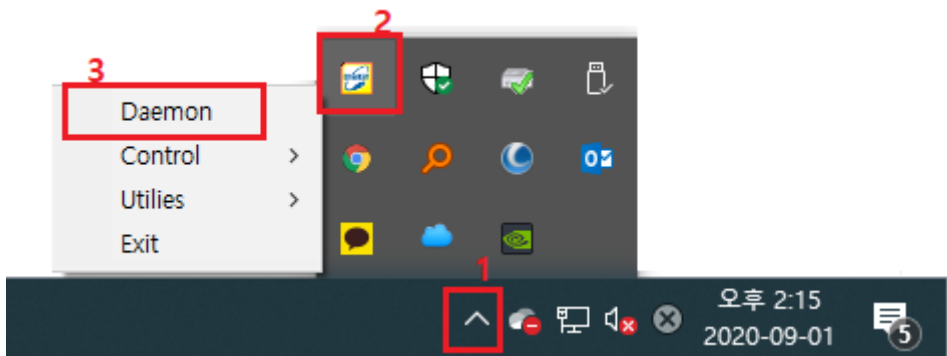 2
3
Daemon
Control
Utilies
Exit
1
오후 2:15
2020-09-01
5